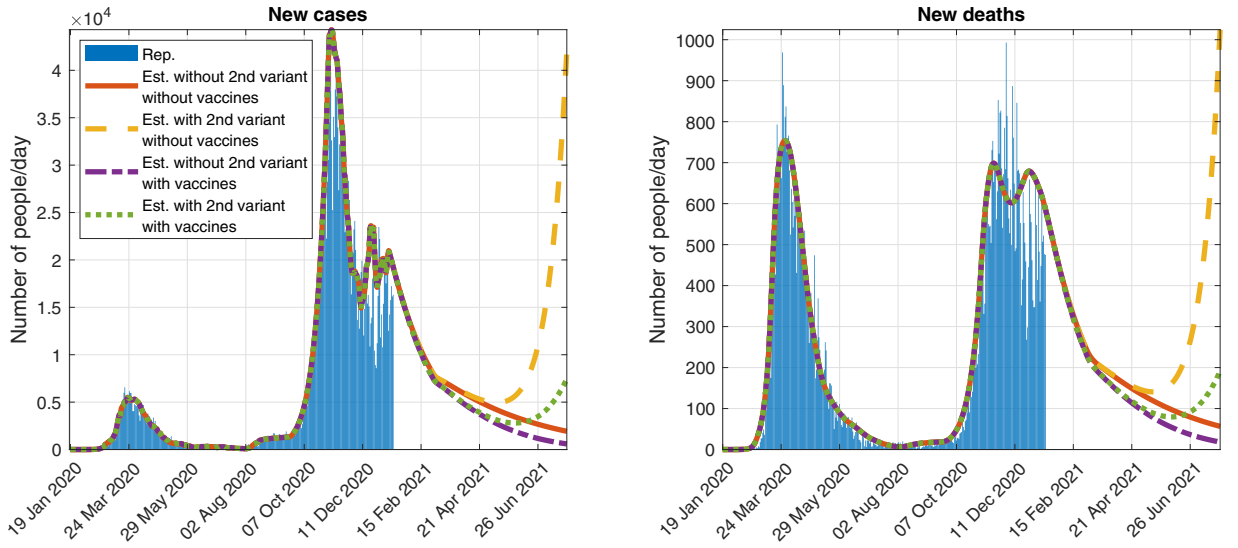 New cases
×10⁴
Rep.
Est. without 2nd variant
without vaccines
Est. with 2nd variant
without vaccines
Est. without 2nd variant
with vaccines
Est. with 2nd variant
with vaccines
Number of people/day
4
3.5
3
2.5
2
1.5
1
0.5
0
19 Jan 2020
24 Mar 2020
29 May 2020
02 Aug 2020
07 Oct 2020
11 Dec 2020
15 Feb 2021
21 Apr 2021
26 Jun 2021
New deaths
Number of people/day
1000
900
800
700
600
500
400
300
200
100
0
19 Jan 2020
24 Mar 2020
29 May 2020
02 Aug 2020
07 Oct 2020
11 Dec 2020
15 Feb 2021
21 Apr 2021
26 Jun 2021